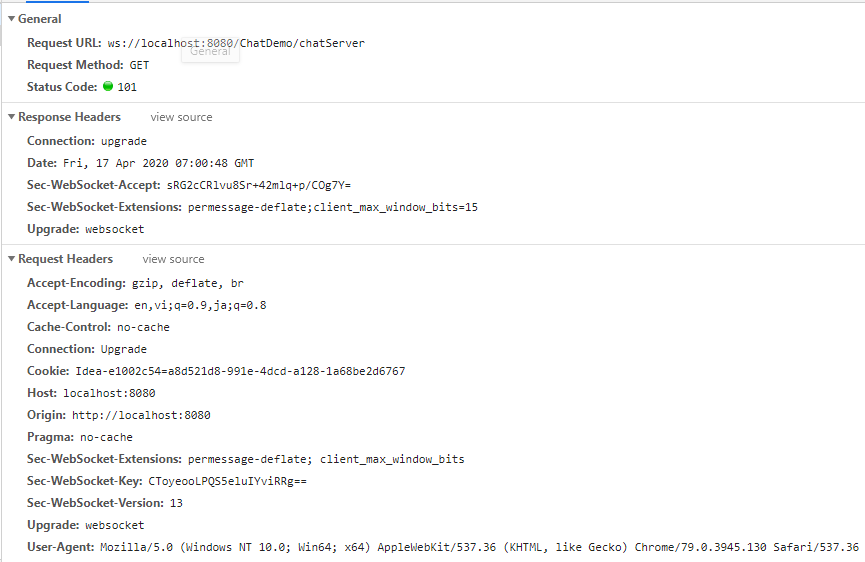 General
Request URL: ws://localhost:8080/ChatDemo/chatServer
General
Request Method: GET
Status Code: 101
Response Headers view source
Connection: upgrade
Date: Fri, 17 Apr 2020 07:00:48 GMT
Sec-WebSocket-Accept: sRG2cCRlvu8Sr+42mlq+p/COg7Y=
Sec-WebSocket-Extensions: permessage-deflate;client_max_window_bits=15
Upgrade: websocket
Request Headers view source
Accept-Encoding: gzip, deflate, br
Accept-Language: en,vi;q=0.9,ja;q=0.8
Cache-Control: no-cache
Connection: Upgrade
Cookie: Idea-e1002c54=a8d521d8-991e-4dcd-a128-1a68be2d6767
Host: localhost:8080
Origin: http://localhost:8080
Pragma: no-cache
Sec-WebSocket-Extensions: permessage-deflate; client_max_window_bits
Sec-WebSocket-Key: CToyeooLPQS5eluIYviRRg==
Sec-WebSocket-Version: 13
Upgrade: websocket
User-Agent: Mozilla/5.0 (Windows NT 10.0; Win64; x64) AppleWebKit/537.36 (KHTML, like Gecko) Chrome/79.0.3945.130 Safari/537.36